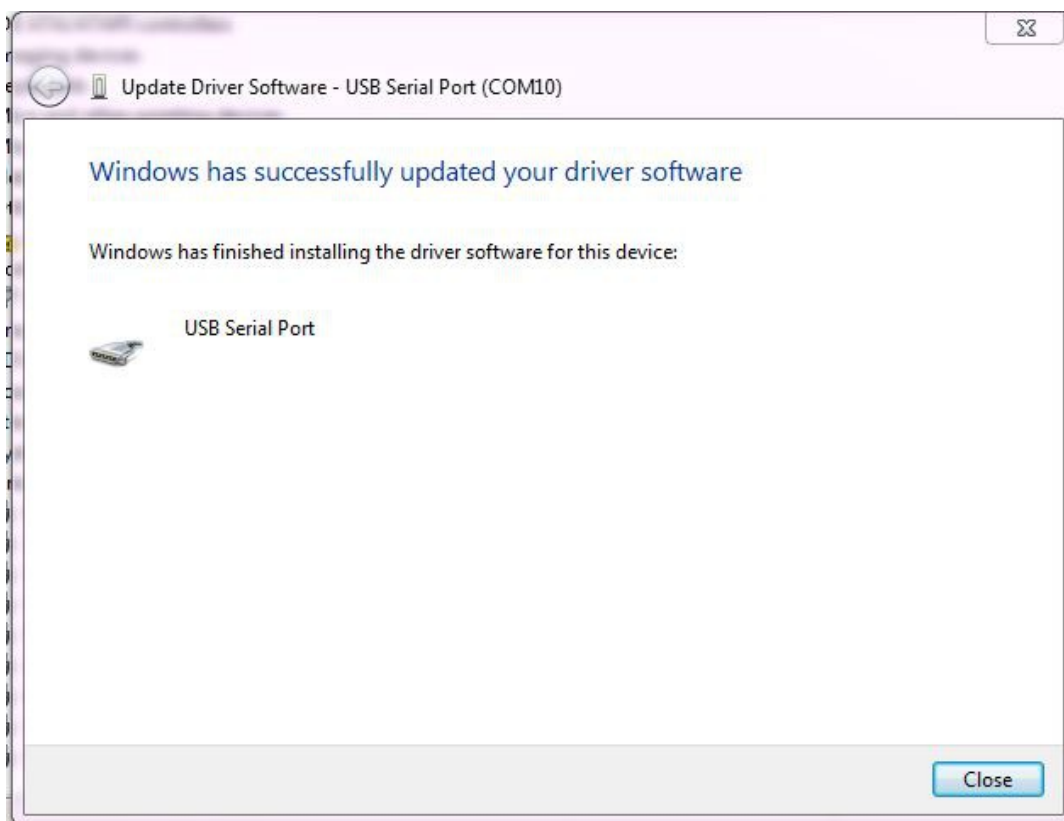 Update Driver Software - USB Serial Port (COM10)
Windows has successfully updated your driver software
Windows has finished installing the driver software for this device:
USB Serial Port
Close